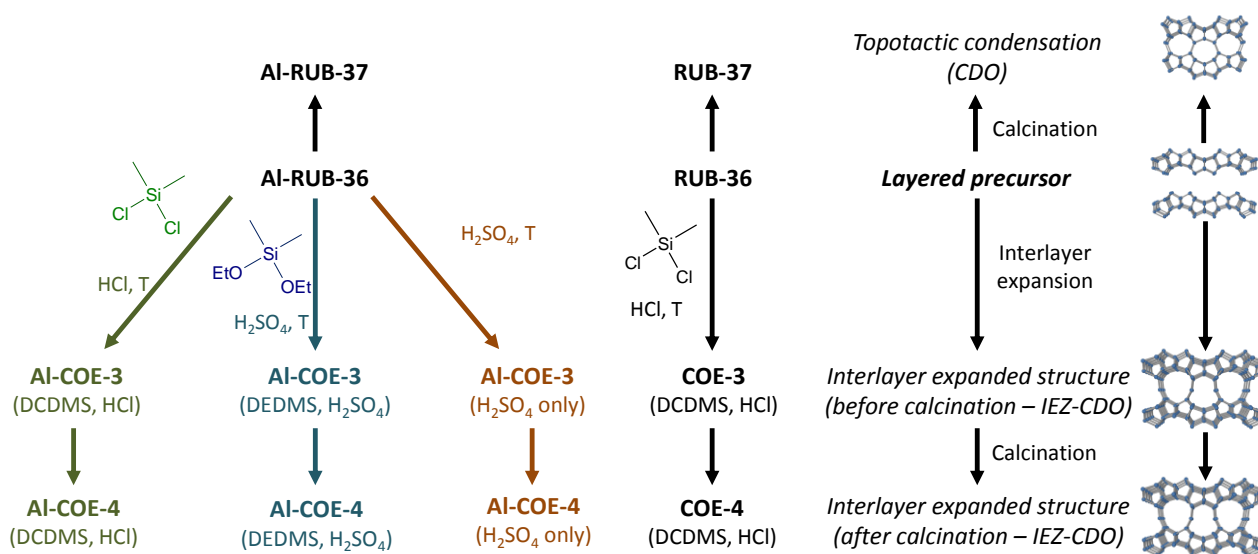 Topotactic condensation
(CDO)
Al-RUB-37
RUB-37
Calcination
Al-RUB-36
RUB-36
Layered precursor
Si
Cl
Cl
HCl, T
Si
EtO
OEt
H₂SO₄, T
H₂SO₄, T
Si
Cl
Cl
HCl, T
Interlayer
expansion
Al-COE-3
(DCDMS, HCl)
Al-COE-3
(DEDMS, H₂SO₄)
Al-COE-3
(H₂SO₄ only)
COE-3
(DCDMS, HCl)
Interlayer expanded structure
(before calcination – IEZ-CDO)
Calcination
Al-COE-4
(DCDMS, HCl)
Al-COE-4
(DEDMS, H₂SO₄)
Al-COE-4
(H₂SO₄ only)
COE-4
(DCDMS, HCl)
Interlayer expanded structure
(after calcination – IEZ-CDO)